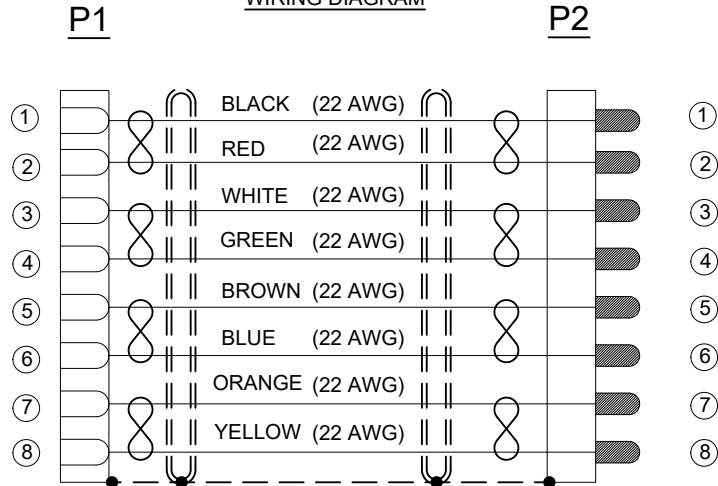 WIRING DIAGRAM
P1 P2
1 BLACK (22 AWG) 1
2 RED (22 AWG) 2
3 WHITE (22 AWG) 3
4 GREEN (22 AWG) 4
5 BROWN (22 AWG) 5
6 BLUE (22 AWG) 6
7 ORANGE (22 AWG) 7
8 YELLOW (22 AWG) 8